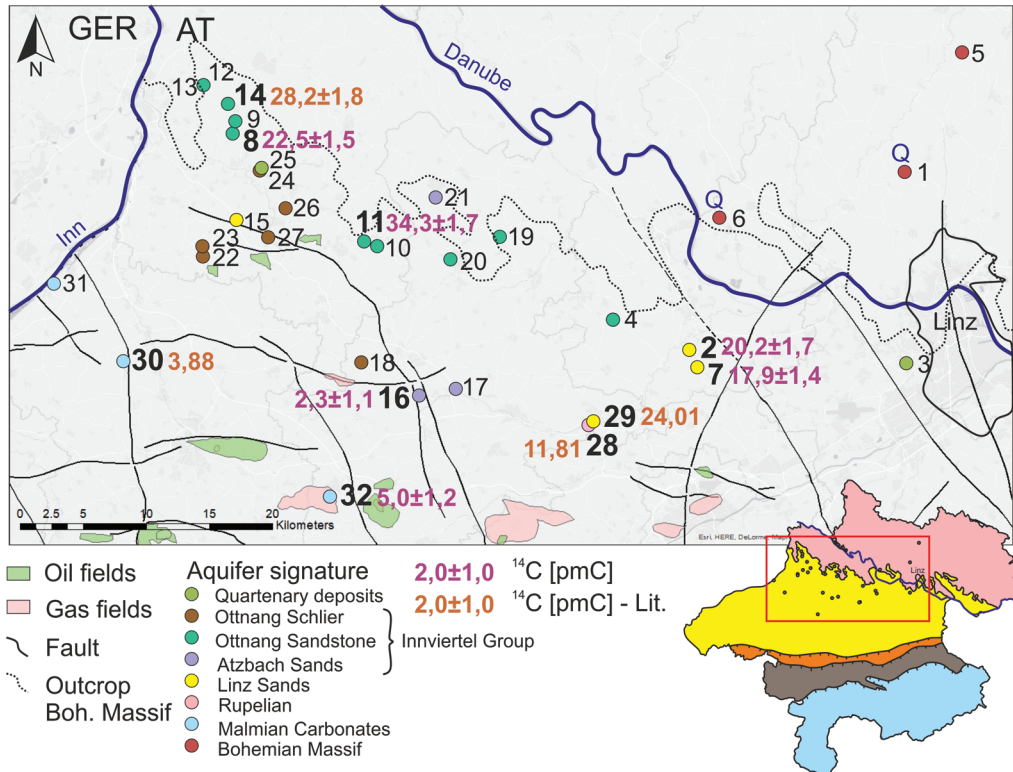 GER AT
N
Danube
Inn
5
12
13
14 28,2±1,8
9
8 22,5±1,5
25
24
Q
1
Q
6
21
26
15
11 34,3±1,7
10
19
20
27
23
22
31
4
Linz
2 20,2±1,7
7 17,9±1,4
3
30 3,88
18
17
2,3±1,1 16
29 24,01
11,81 28
32 5,0±1,2
0 2,5 5 10 15 20
Kilometers
Esri, HERE, DeLorme, Map
Oil fields
Gas fields
Fault
Outcrop
Boh. Massif
Aquifer signature
Quartenary deposits
Ottnang Schlier
Ottnang Sandstone
Atzbach Sands
Innviertel Group
Linz Sands
Rupelian
Malmian Carbonates
Bohemian Massif
2,0±1,0 ¹⁴C [pmC]
2,0±1,0 ¹⁴C [pmC] - Lit.
Linz